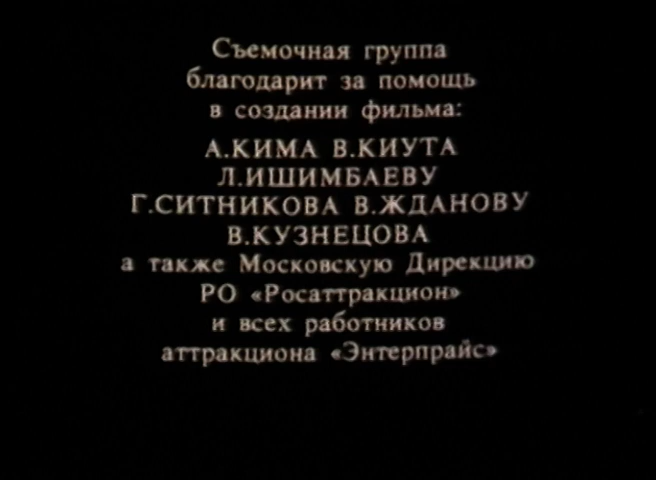 Съемочная группа
благодарит за помощь
в создании фильма:
А.КИМА В.КИУТА
Л.ИШИМБАЕВУ
Г.СИТНИКОВА В.ЖДАНОВУ
В.КУЗНЕЦОВА
а также Московскую Дирекцию
РО «Росаттракцион»
и всех работников
аттракциона «Энтерпрайс»